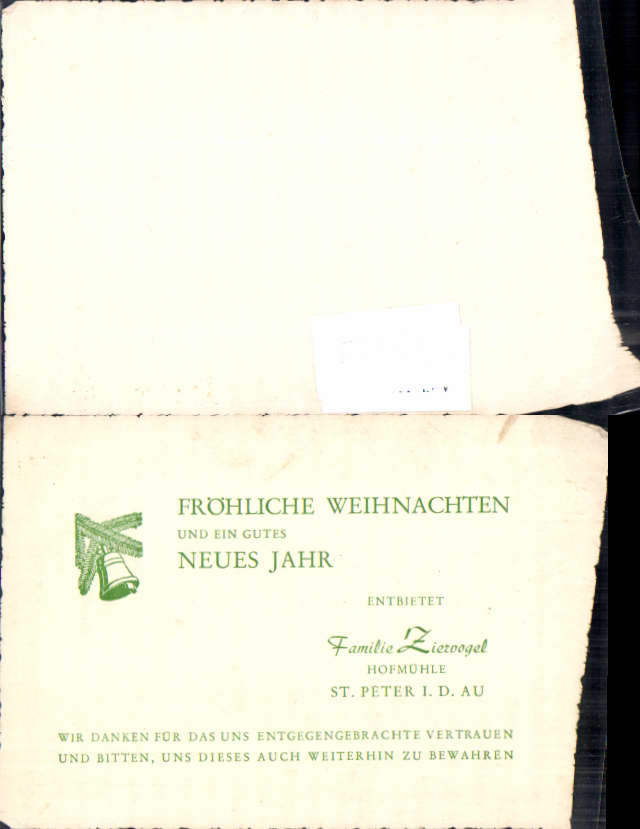 FRÖHLICHE WEIHNACHTEN
UND EIN GUTES
NEUES JAHR
ENTBIETET
Familie Ziervogel
HOFMÜHLE
ST. PETER I. D. AU
WIR DANKEN FÜR DAS UNS ENTGEGENGEBRACHTE VERTRAUEN
UND BITTEN, UNS DIESES AUCH WEITERHIN ZU BEWAHREN